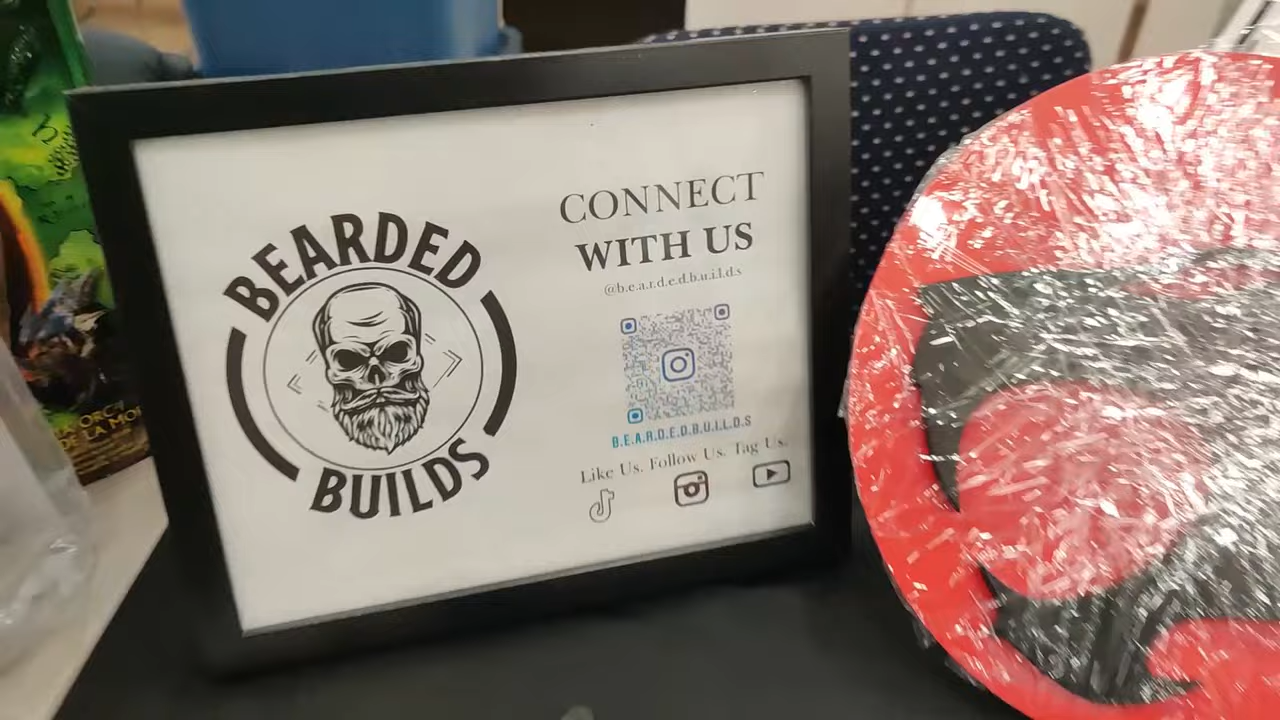 BEARDED
BUILDS
CONNECT
WITH US
@b.e.a.r.d.e.d.b.u.i.l.d.s
B.E.A.R.D.E.D.B.U.I.L.D.S
Like Us. Follow Us. Tag Us.